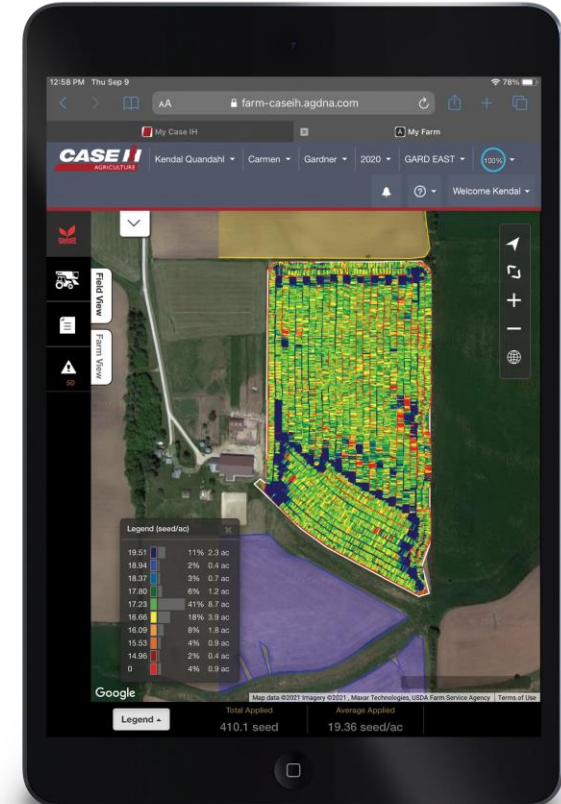 12:58 PM Thu Sep 9
78%
AA
farm-caseih.agdna.com
My Case IH
My Farm
CASE IH
AGRICULTURE
Kendal Quandahl
Carmen
Gardner
2020
GARD EAST
100%
Welcome Kendal
Field View
Farm View
50
Legend (seed/ac)
19.51 11% 2.3 ac
18.94 2% 0.4 ac
18.37 3% 0.7 ac
17.80 6% 1.2 ac
17.23 41% 8.7 ac
16.66 18% 3.9 ac
16.09 8% 1.8 ac
15.53 4% 0.9 ac
14.96 2% 0.4 ac
0 4% 0.9 ac
Google
Map data ©2021 Imagery ©2021 , Maxar Technologies, USDA Farm Service Agency
Terms of Use
Legend
Total Applied
410.1 seed
Average Applied
19.36 seed/ac